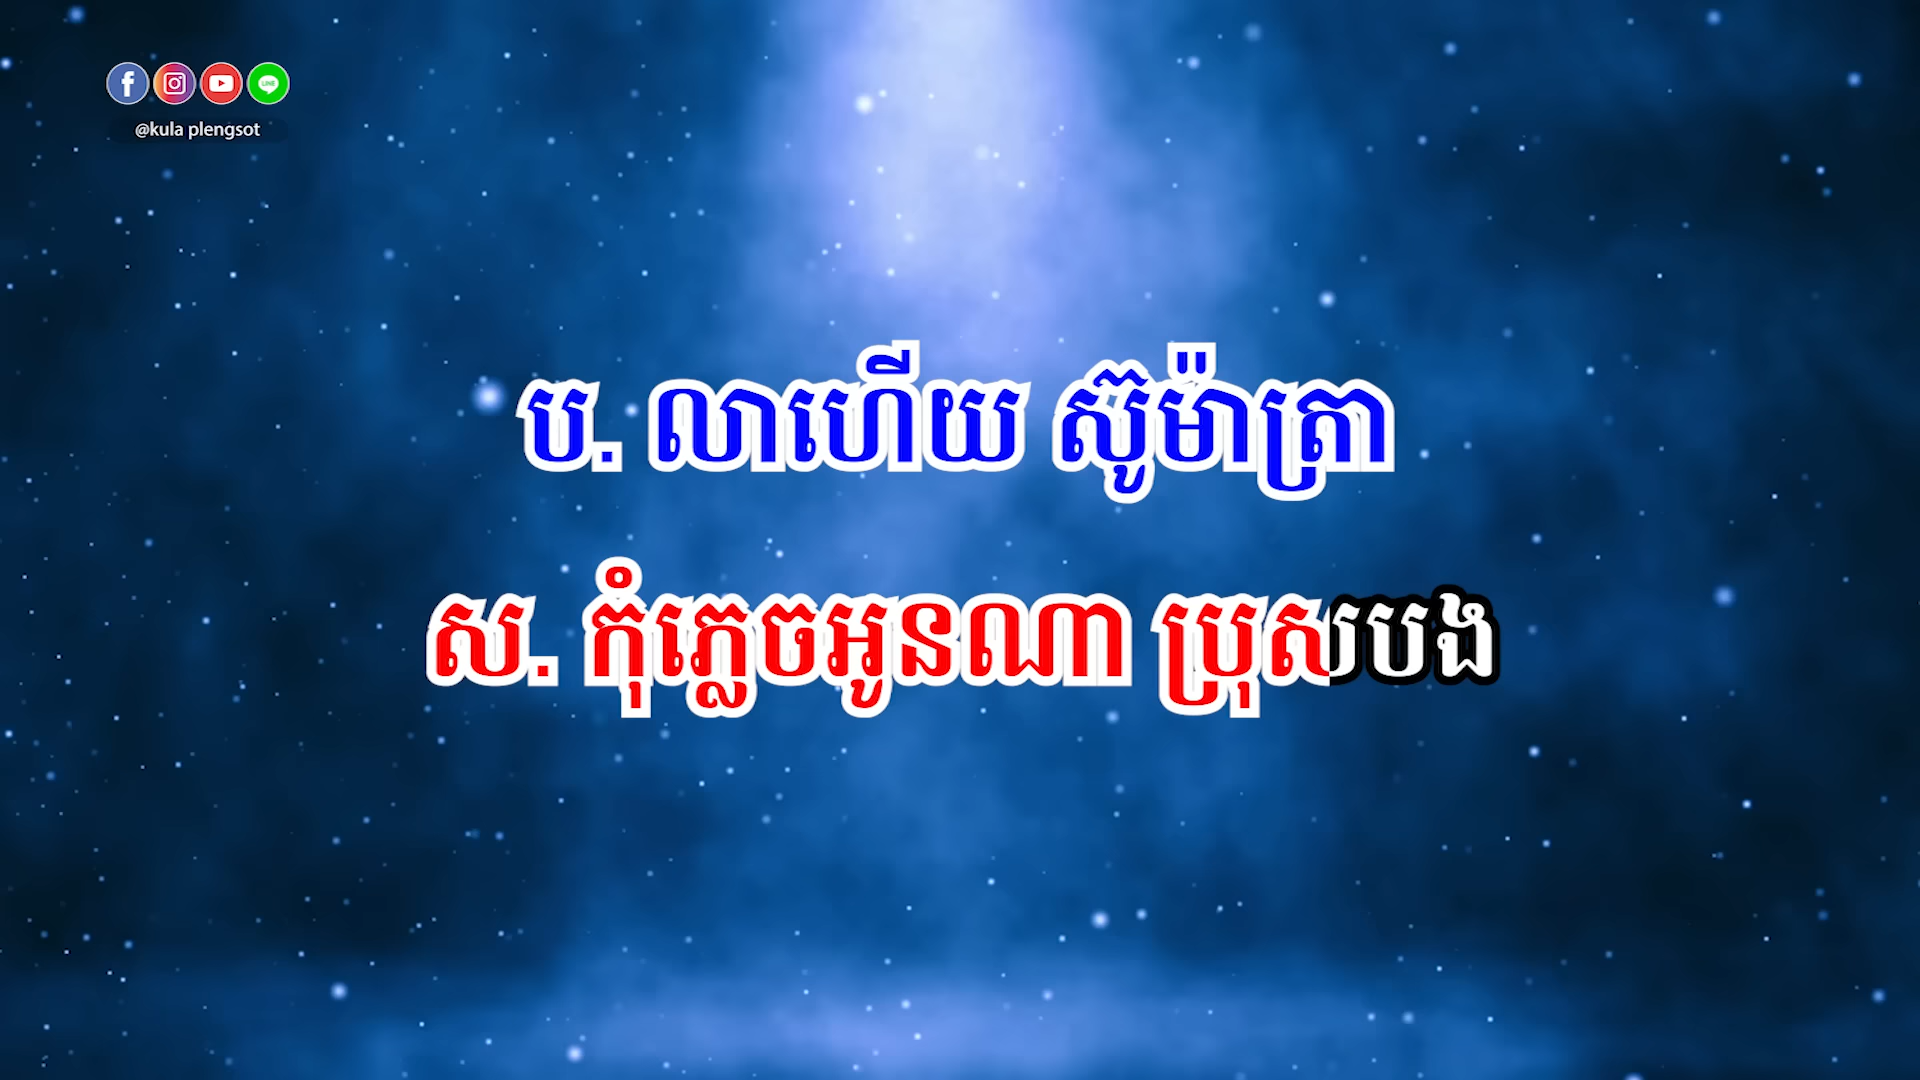 @kula plengsot
ប. លាហើយ ស៊ូម៉ាត្រា
ស. កុំភ្លេចអូនណា ប្រុសបង